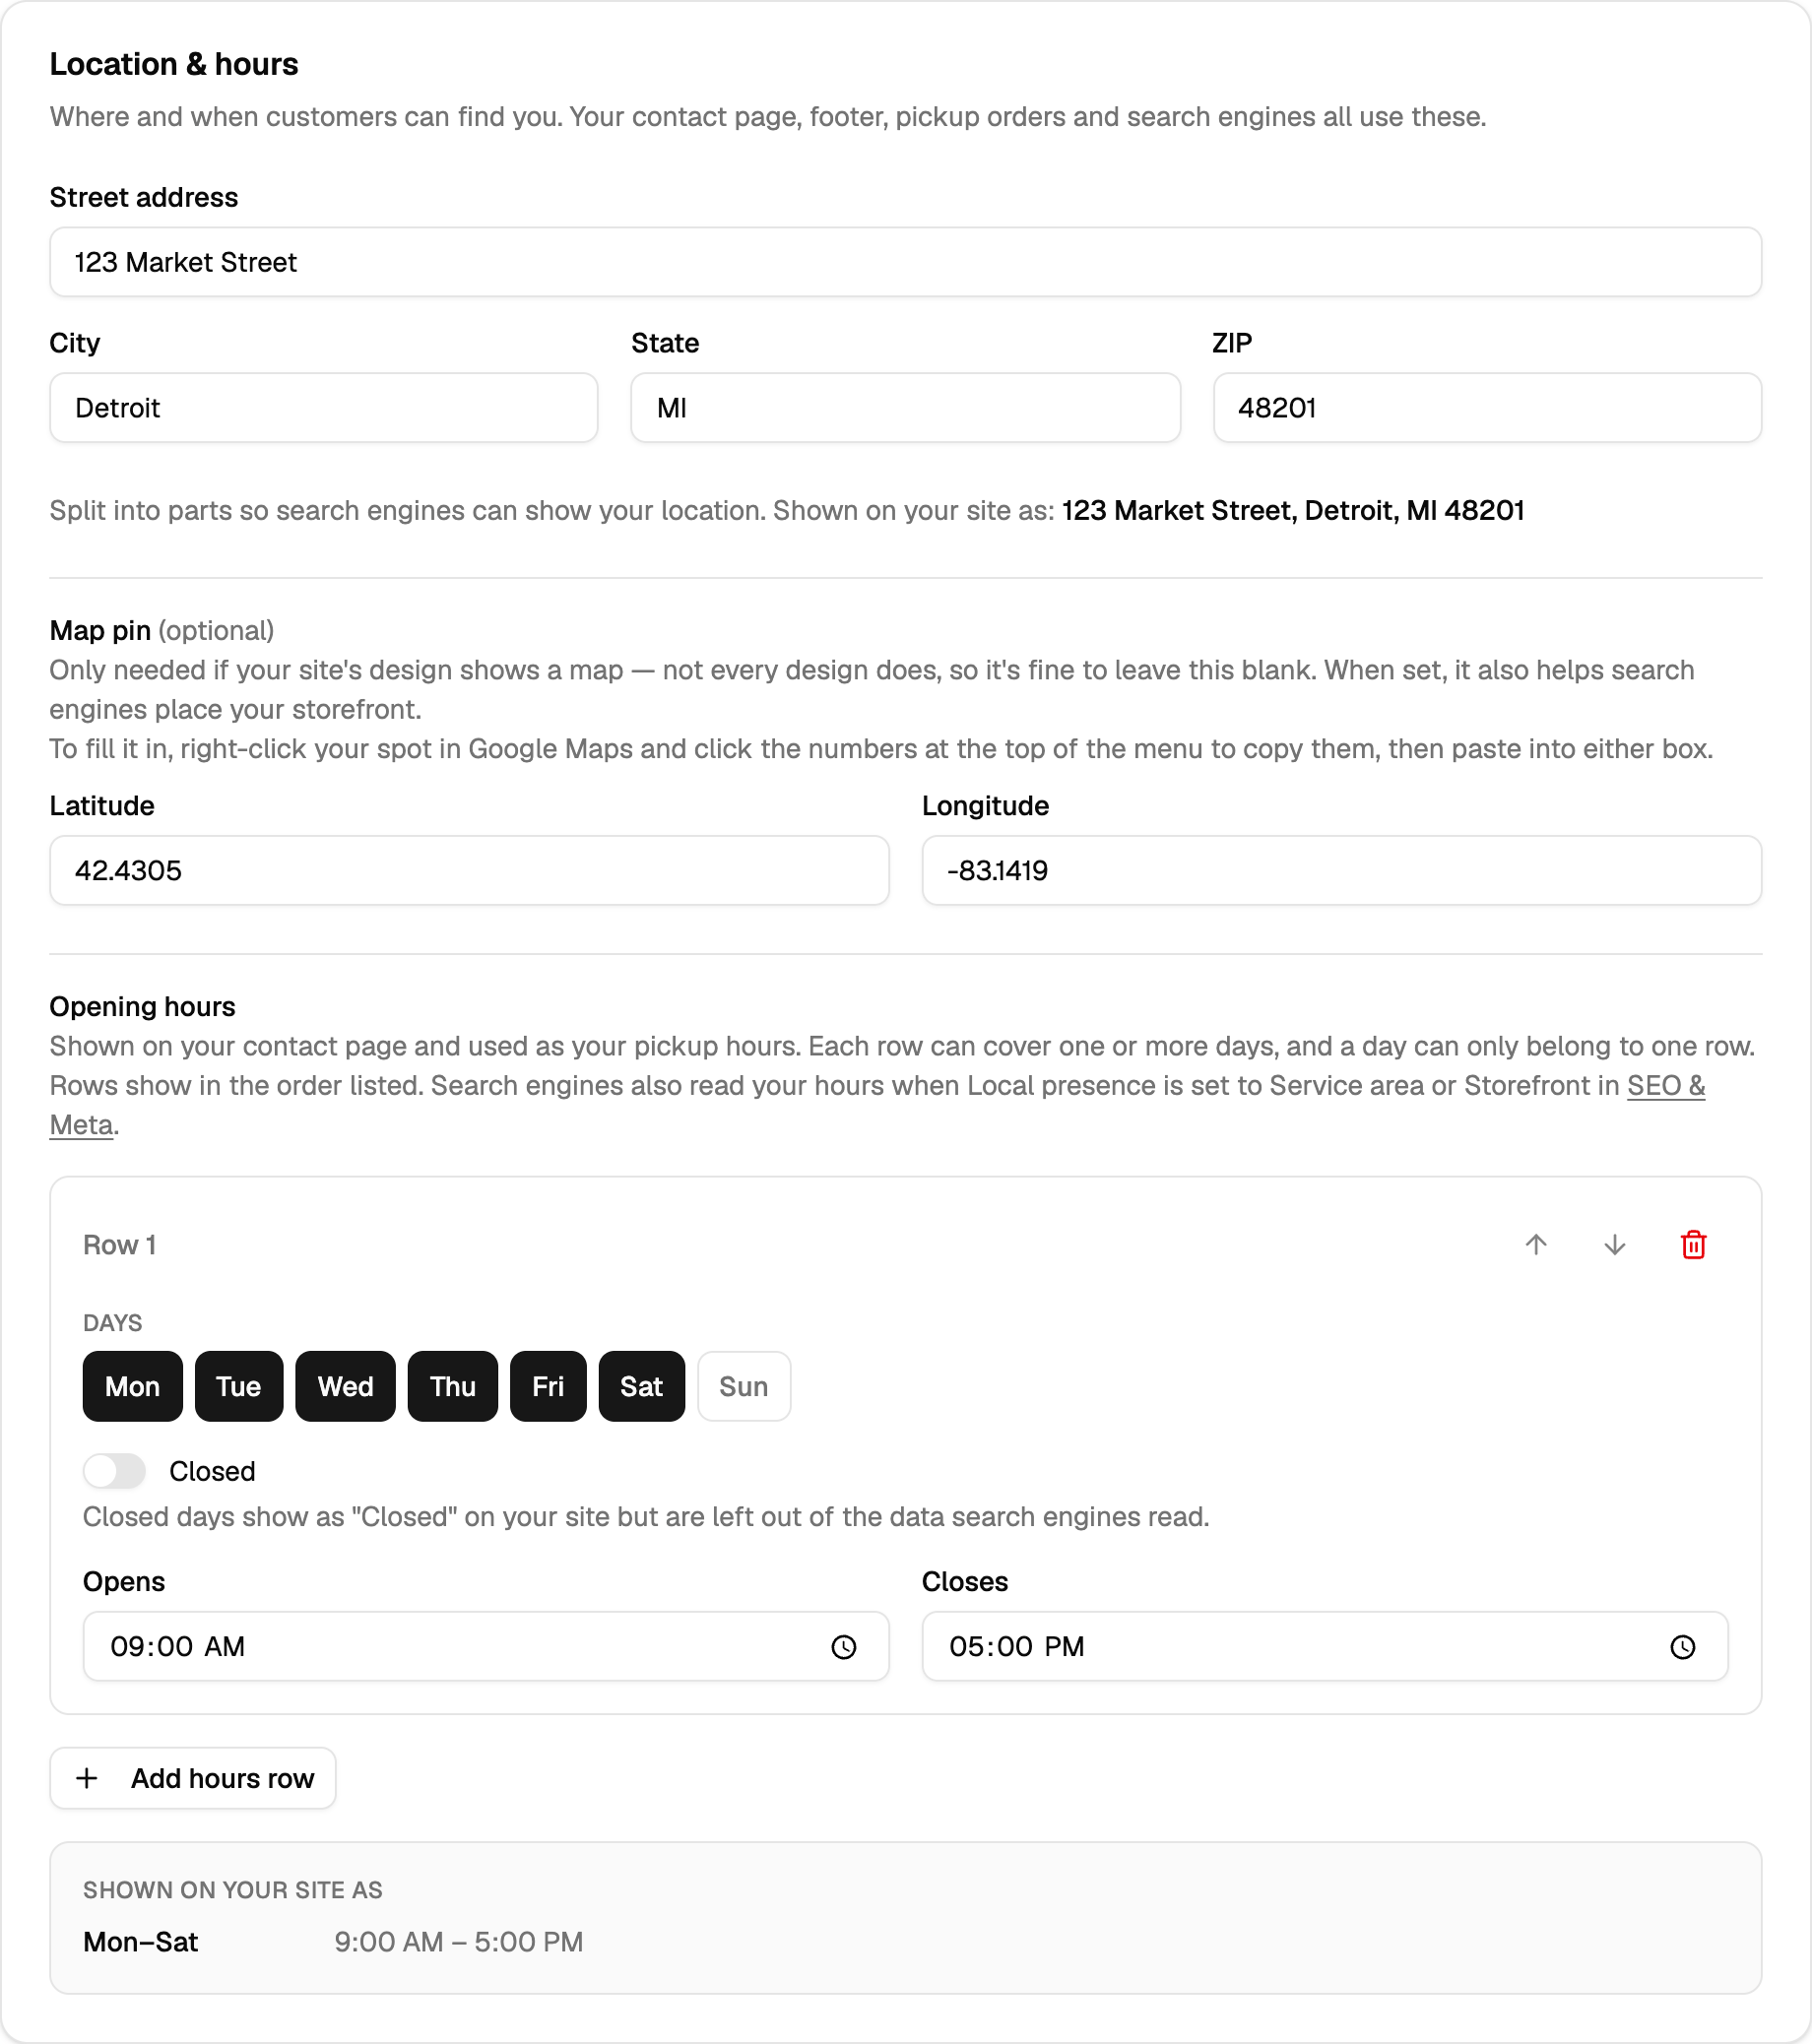 Location & hours
Where and when customers can find you. Your contact page, footer, pickup orders and search engines all use these.
Street address
123 Market Street
City
State
ZIP
Detroit
MI
48201
Split into parts so search engines can show your location. Shown on your site as: 123 Market Street, Detroit, MI 48201
Map pin (optional)
Only needed if your site's design shows a map — not every design does, so it's fine to leave this blank. When set, it also helps search
engines place your storefront.
To fill it in, right-click your spot in Google Maps and click the numbers at the top of the menu to copy them, then paste into either box.
Latitude
Longitude
42.4305
-83.1419
Opening hours
Shown on your contact page and used as your pickup hours. Each row can cover one or more days, and a day can only belong to one row.
Rows show in the order listed. Search engines also read your hours when Local presence is set to Service area or Storefront in SEO &
Meta.
Row 1
DAYS
Mon Tue Wed Thu Fri Sat Sun
Closed
Closed days show as "Closed" on your site but are left out of the data search engines read.
Opens
Closes
09:00 AM
05:00 PM
Add hours row
SHOWN ON YOUR SITE AS
Mon–Sat 9:00 AM – 5:00 PM